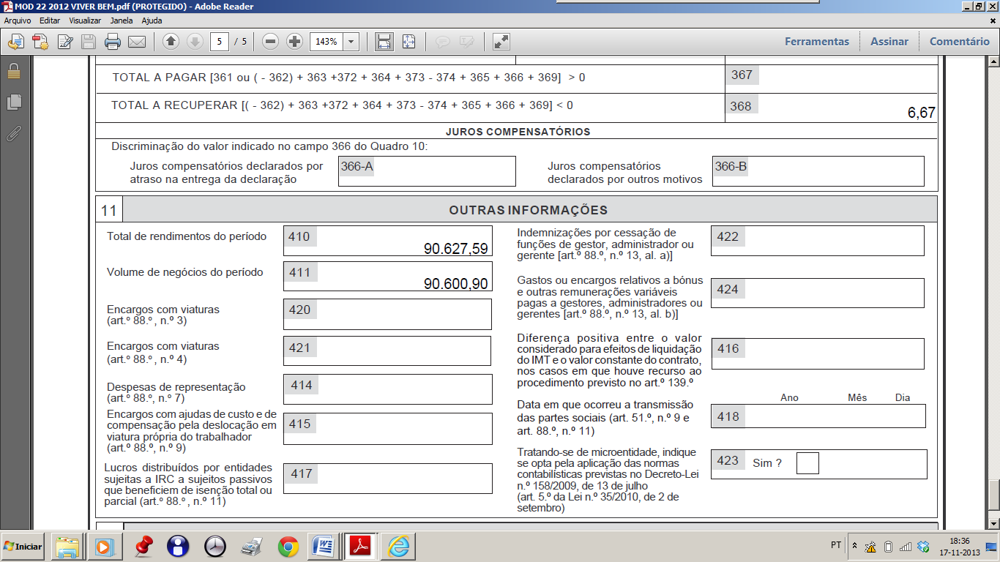 MOD 22 2012 VIVER BEM.pdf (PROTEGIDO) - Adobe Reader
Arquivo Editar Visualizar Janela Ajuda
5 / 5 143% Ferramentas Assinar Comentário
TOTAL A PAGAR [361 ou ( - 362) + 363 +372 + 364 + 373 - 374 + 365 + 366 + 369] > 0 367
TOTAL A RECUPERAR [( - 362) + 363 +372 + 364 + 373 - 374 + 365 + 366 + 369] < 0 368 6,67
JUROS COMPENSATÓRIOS
Discriminação do valor indicado no campo 366 do Quadro 10:
Juros compensatórios declarados por
atraso na entrega da declaração
366-A
Juros compensatórios
declarados por outros motivos
366-B
11 OUTRAS INFORMAÇÕES
Total de rendimentos do período 410 90.627,59
Volume de negócios do período 411 90.600,90
Encargos com viaturas
(art.º 88.º , n.º 3)
420
Encargos com viaturas
(art.º 88.º , n.º 4)
421
Despesas de representação
(art.º 88.º, n.º 7)
414
Encargos com ajudas de custo e de
compensação pela deslocação em
viatura própria do trabalhador
(art.º 88.º, n.º 9)
415
Lucros distribuídos por entidades
sujeitas a IRC a sujeitos passivos
que beneficiem de isenção total ou
parcial (art.º 88.º , n.º 11)
417
Indemnizações por cessação de
funções de gestor, administrador ou
gerente [art.º 88.º, n.º 13, al. a)]
422
Gastos ou encargos relativos a bónus
e outras remunerações variáveis
pagas a gestores, administradores ou
gerentes [art.º 88.º, n.º 13, al. b)]
424
Diferença positiva entre o valor
considerado para efeitos de liquidação
do IMT e o valor constante do contrato,
nos casos em que houve recurso ao
procedimento previsto no art.º 139.º
416
Ano Mês Dia
Data em que ocorreu a transmissão
das partes sociais (art. 51.º, n.º 9 e
art. 88.º, n.º 11)
418
Tratando-se de microentidade, indique
se opta pela aplicação das normas
contabilísticas previstas no Decreto-Lei
n.º 158/2009, de 13 de julho
(art. 5.º da Lei n.º 35/2010, de 2 de
setembro)
423 Sim ?
Iniciar PT 18:36
17-11-2013